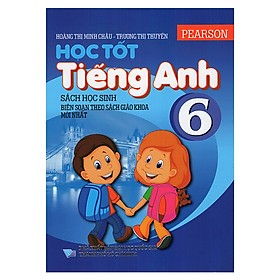 HOÀNG THỊ MINH CHÂU - TRƯƠNG THỊ TRUYỀN
PEARSON
HỌC TỐT
Tiếng Anh
SÁCH HỌC SINH
BIÊN SOẠN THEO SÁCH GIÁO KHOA
MỚI NHẤT
6